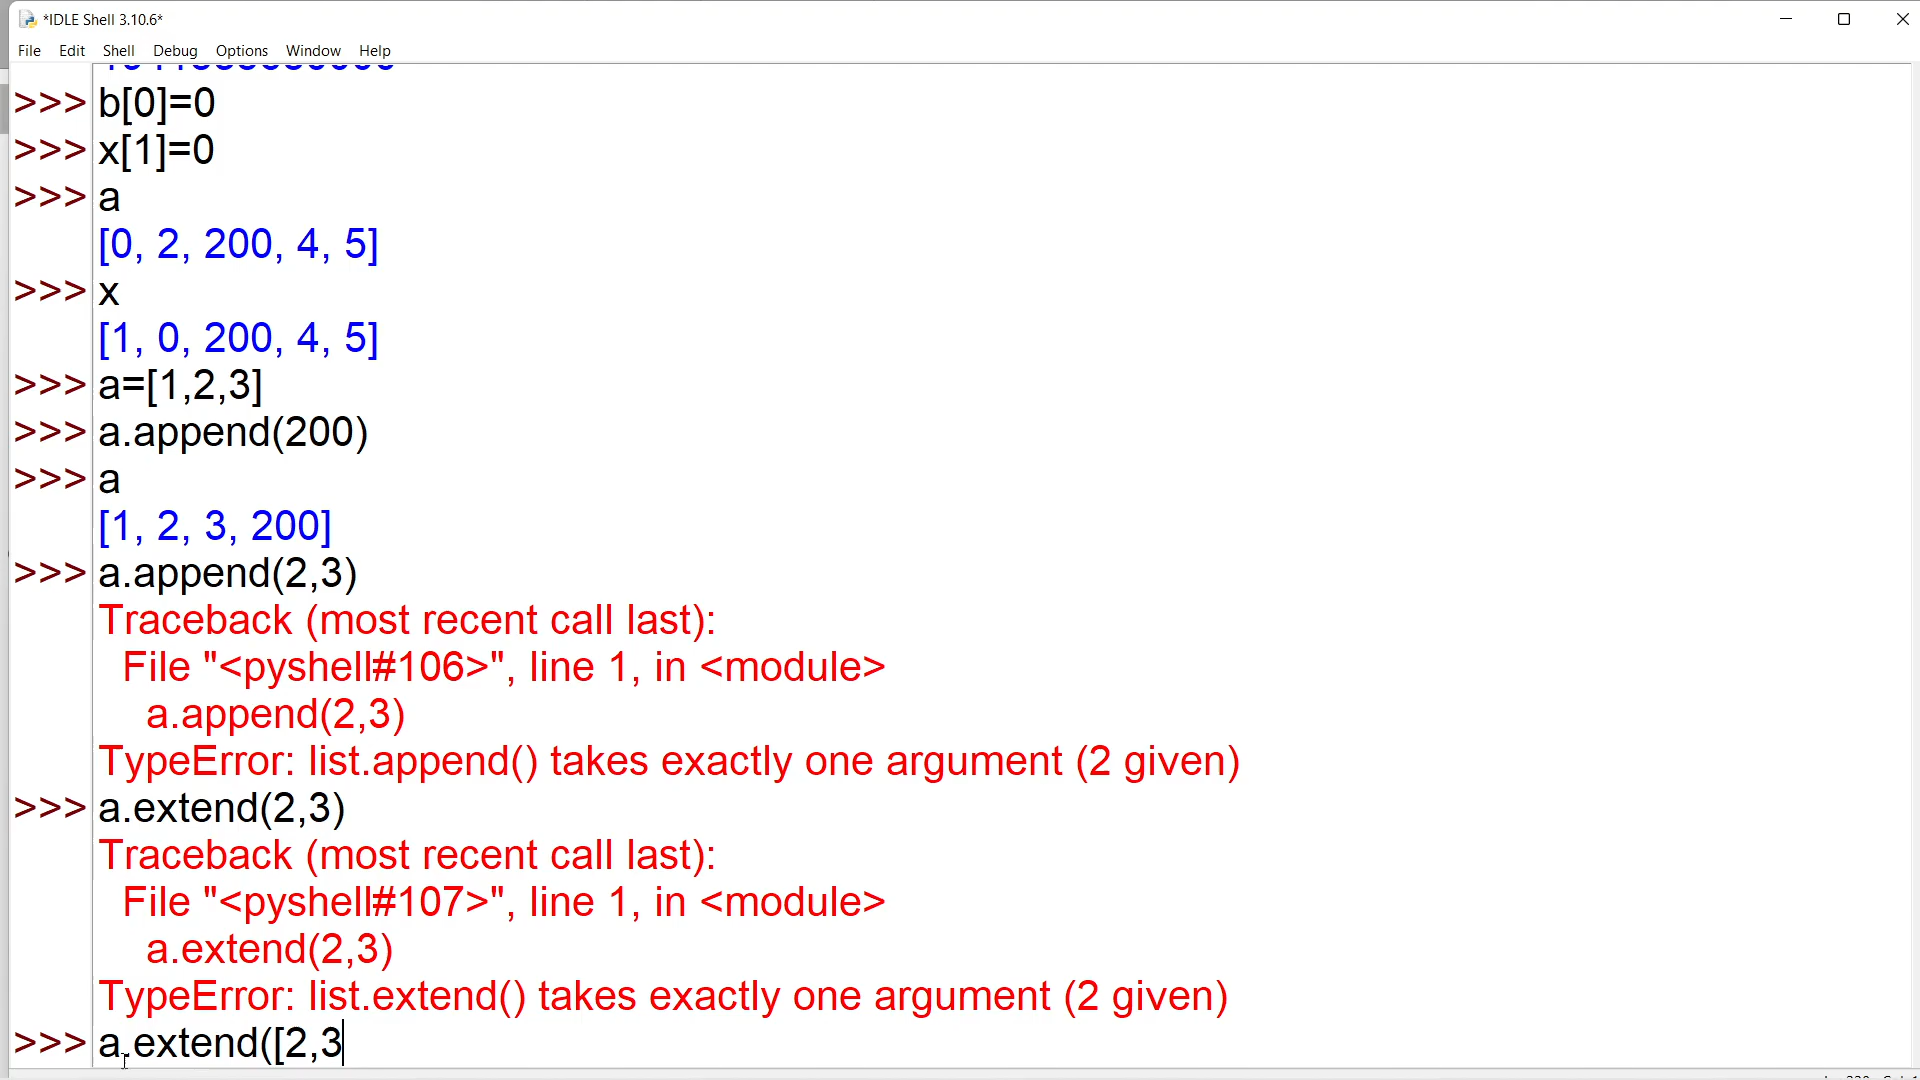 *IDLE Shell 3.10.6*
File Edit Shell Debug Options Window Help
>>> b[0]=0
>>> x[1]=0
>>> a
[0, 2, 200, 4, 5]
>>> x
[1, 0, 200, 4, 5]
>>> a=[1,2,3]
>>> a.append(200)
>>> a
[1, 2, 3, 200]
>>> a.append(2,3)
Traceback (most recent call last):
File "<pyshell#106>", line 1, in <module>
a.append(2,3)
TypeError: list.append() takes exactly one argument (2 given)
>>> a.extend(2,3)
Traceback (most recent call last):
File "<pyshell#107>", line 1, in <module>
a.extend(2,3)
TypeError: list.extend() takes exactly one argument (2 given)
>>> a.extend([2,3